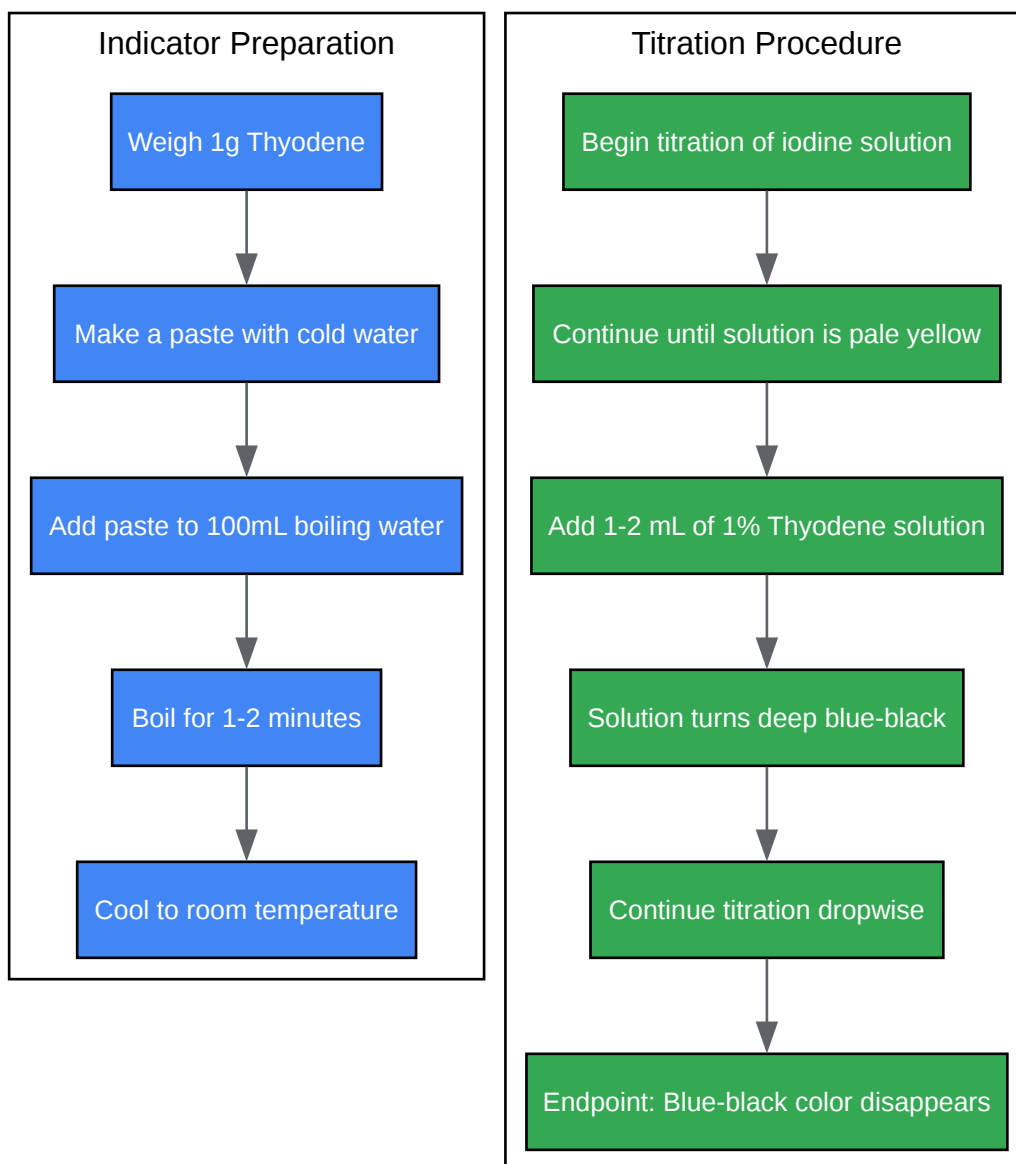 Indicator Preparation
Weigh 1g Thyodene
Make a paste with cold water
Add paste to 100mL boiling water
Boil for 1-2 minutes
Cool to room temperature
Titration Procedure
Begin titration of iodine solution
Continue until solution is pale yellow
Add 1-2 mL of 1% Thyodene solution
Solution turns deep blue-black
Continue titration dropwise
Endpoint: Blue-black color disappears